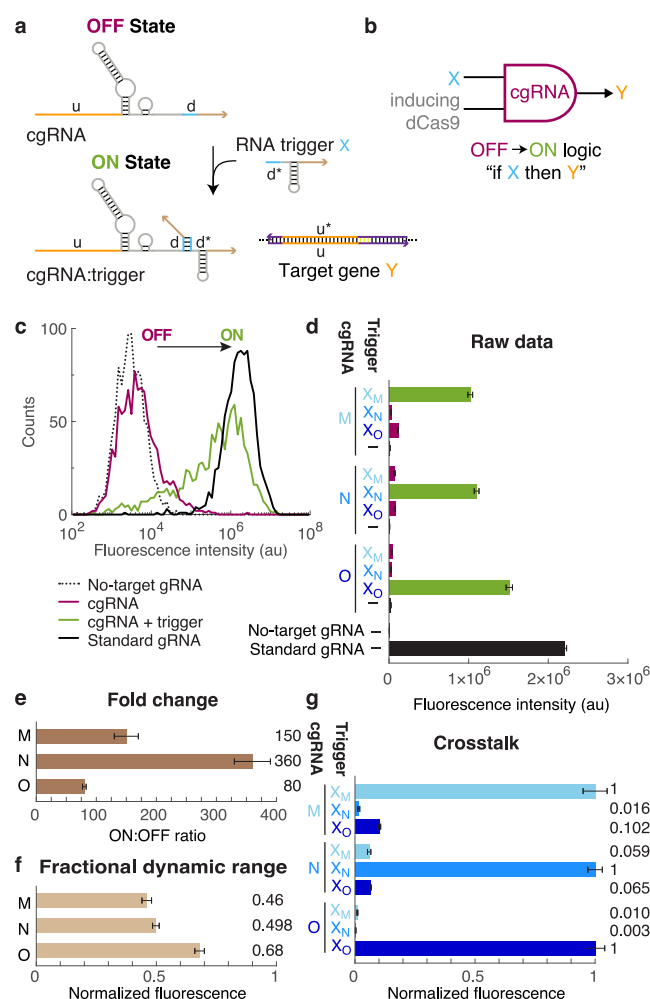 a
OFF State
u
d
cgRNA
RNA trigger X
d*
ON State
u
d
d*
cgRNA:trigger
u*
u
Target gene Y
b
X
inducing
dCas9
cgRNA
Y
OFF → ON logic
“if X then Y”
c
OFF
ON
100
50
0
Counts
10² 10⁴ 10⁶ 10⁸
Fluorescence intensity (au)
No-target gRNA
cgRNA
cgRNA + trigger
Standard gRNA
d
cgRNA
Trigger
Raw data
M
X_M
X_N
X_O
–
N
X_M
X_N
X_O
–
O
X_M
X_N
X_O
–
No-target gRNA –
Standard gRNA –
0 1×10⁶ 2×10⁶ 3×10⁶
Fluorescence intensity (au)
e
Fold change
M 150
N 360
O 80
0 100 200 300 400
ON:OFF ratio
f
Fractional dynamic range
M 0.46
N 0.498
O 0.68
0 0.5 1
Normalized fluorescence
g
cgRNA
Trigger
Crosstalk
M
X_M 1
X_N 0.016
X_O 0.102
N
X_M 0.059
X_N 1
X_O 0.065
O
X_M 0.010
X_N 0.003
X_O 1
0 0.5 1
Normalized fluorescence